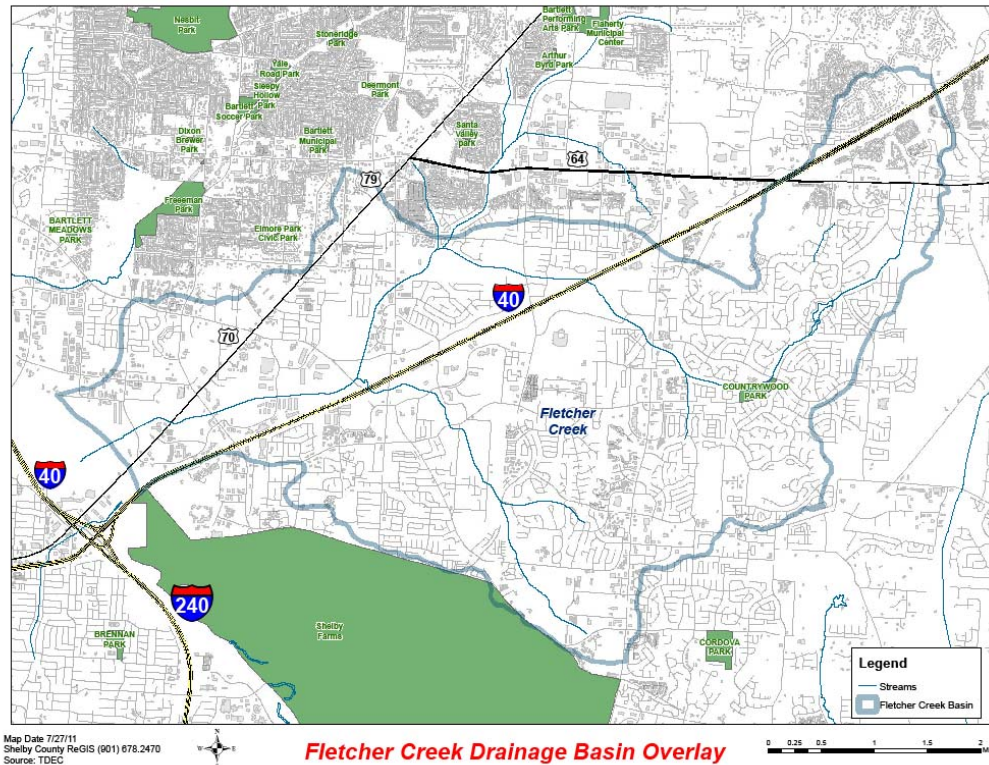 Nesbit
Park
Stoneridge
Park
Bartlett
Performing
Arts Park
Flaherty
Municipal
Center
Arthur
Byrd Park
Yale
Road Park
Sleepy
Hollow
Park
Bartlett
Soccer Park
Deermont
Park
Santa
Valley
park
Dixon
Brewer
Park
Bartlett
Municipal
Park
64
79
Freeman
Park
BARTLETT
MEADOWS
PARK
Elmore Park
Civic Park
40
70
COUNTRYWOOD
PARK
Fletcher
Creek
40
240
Shelby
Farms
BRENNAN
PARK
CORDOVA
PARK
Legend
Streams
Fletcher Creek Basin
Map Date 7/27/11
Shelby County ReGIS (901) 678.2470
Source: TDEC
N
W
E
S
Fletcher Creek Drainage Basin Overlay
0 0.25 0.5 1 1.5 2